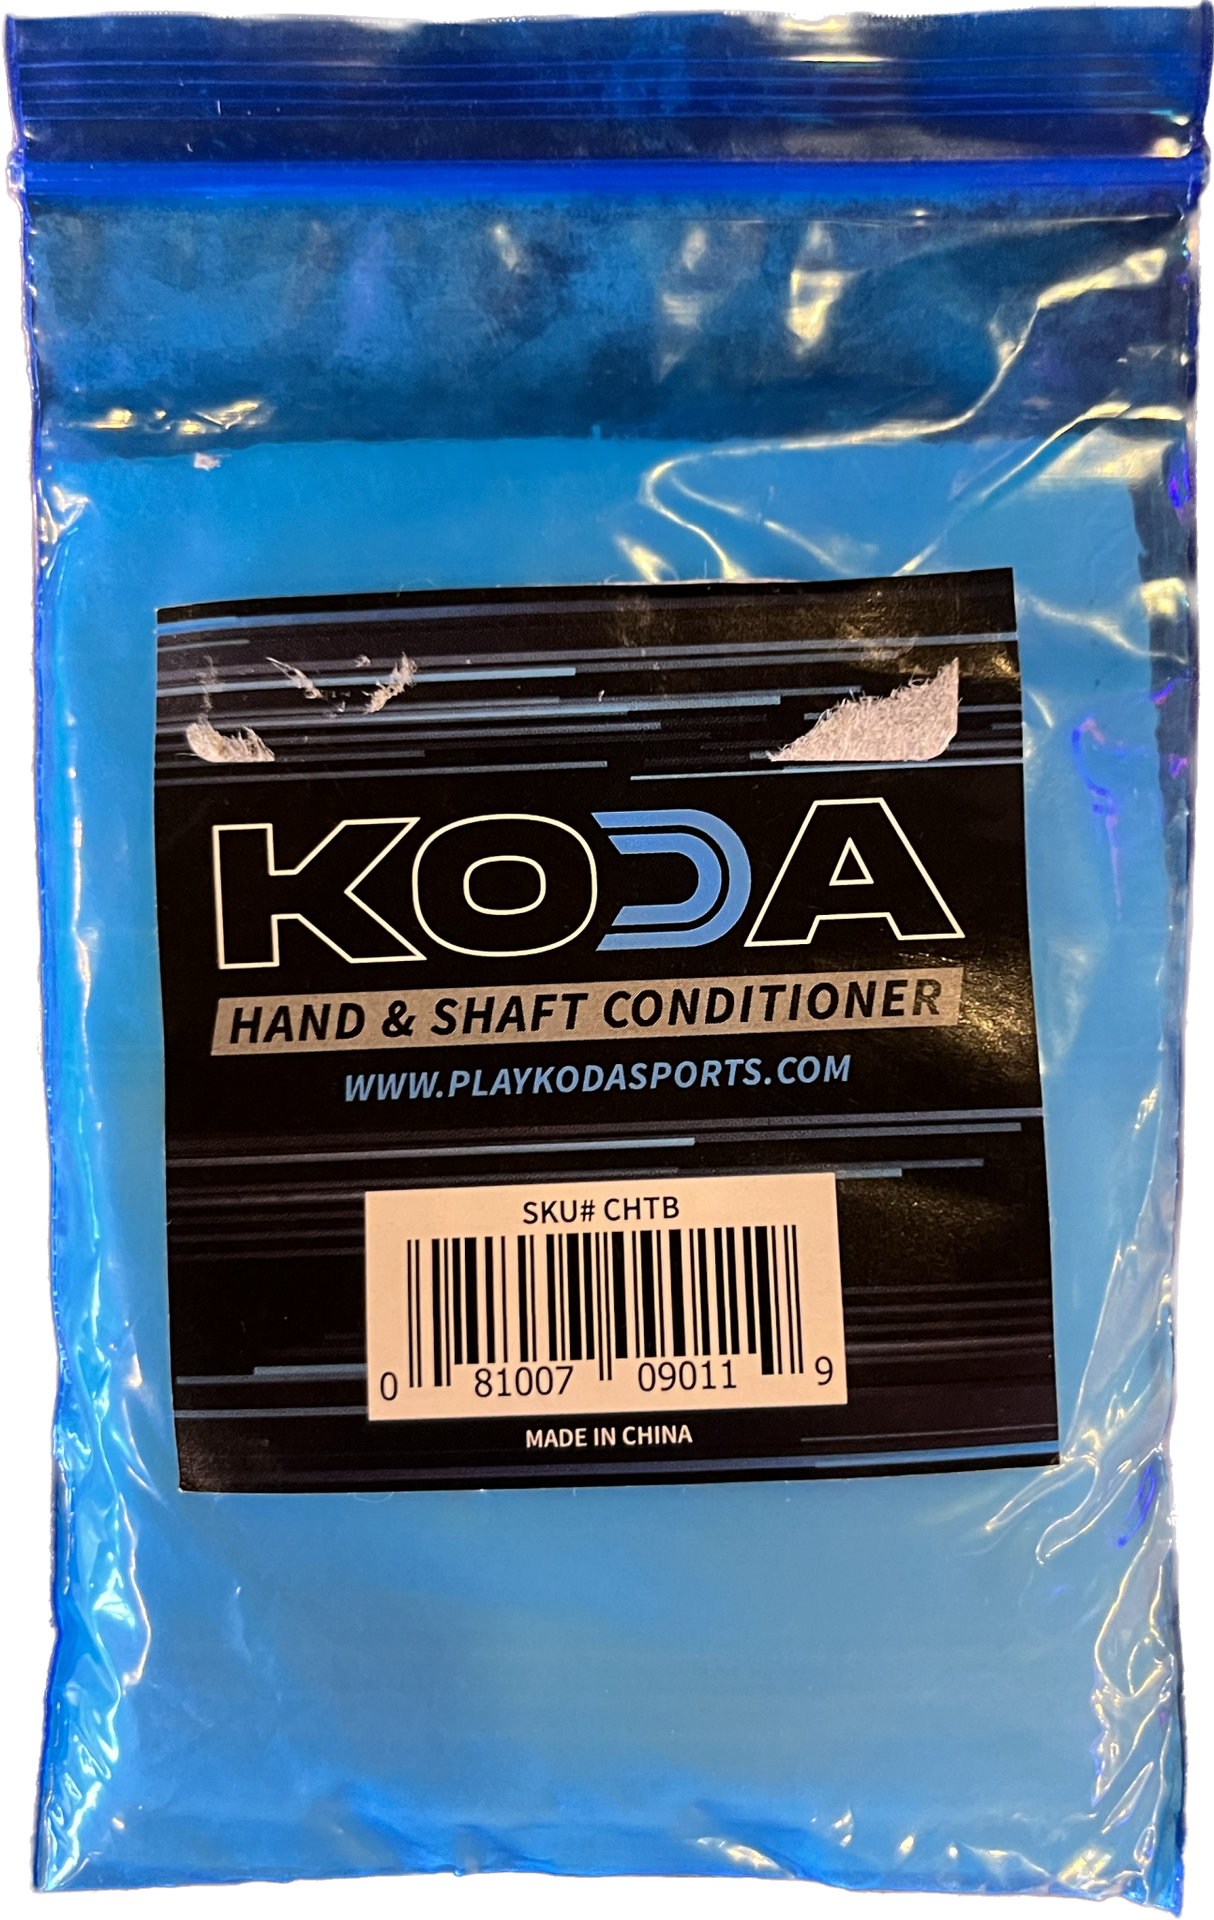 KODA
HAND & SHAFT CONDITIONER
WWW.PLAYKODASPORTS.COM
SKU# CHTB
0 81007 09011 9
MADE IN CHINA